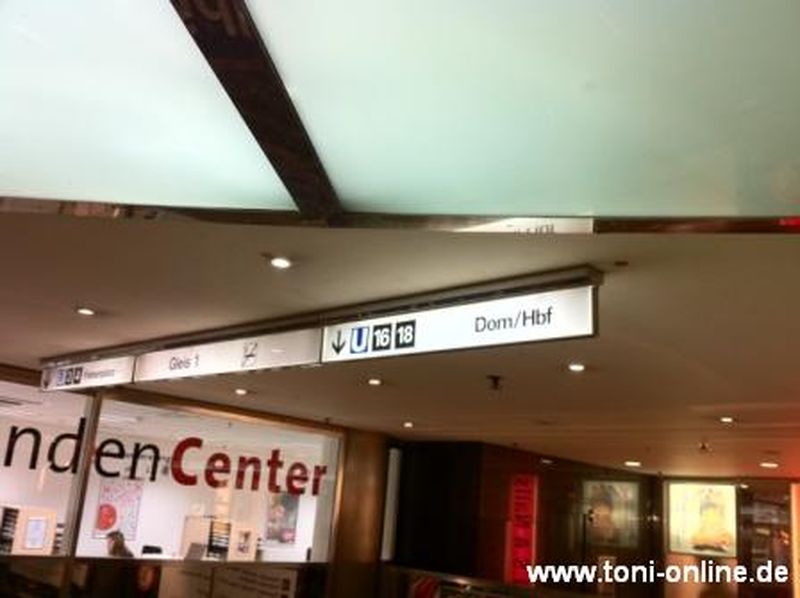 U 16 18 Dom/Hbf
Gleis 1
ndenCenter
www.toni-online.de